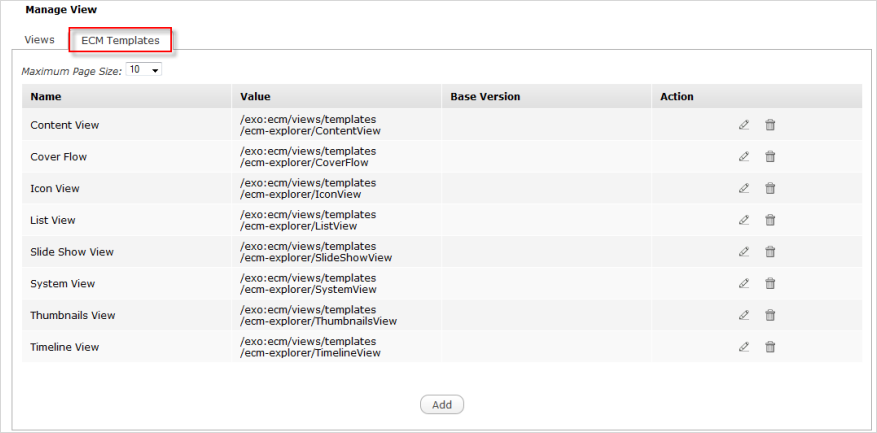 Manage View
Views ECM Templates
Maximum Page Size: 10
Name Value Base Version Action
Content View /exo:ecm/views/templates
/ecm-explorer/ContentView
Cover Flow /exo:ecm/views/templates
/ecm-explorer/CoverFlow
Icon View /exo:ecm/views/templates
/ecm-explorer/IconView
List View /exo:ecm/views/templates
/ecm-explorer/ListView
Slide Show View /exo:ecm/views/templates
/ecm-explorer/SlideShowView
System View /exo:ecm/views/templates
/ecm-explorer/SystemView
Thumbnails View /exo:ecm/views/templates
/ecm-explorer/ThumbnailsView
Timeline View /exo:ecm/views/templates
/ecm-explorer/TimelineView
Add